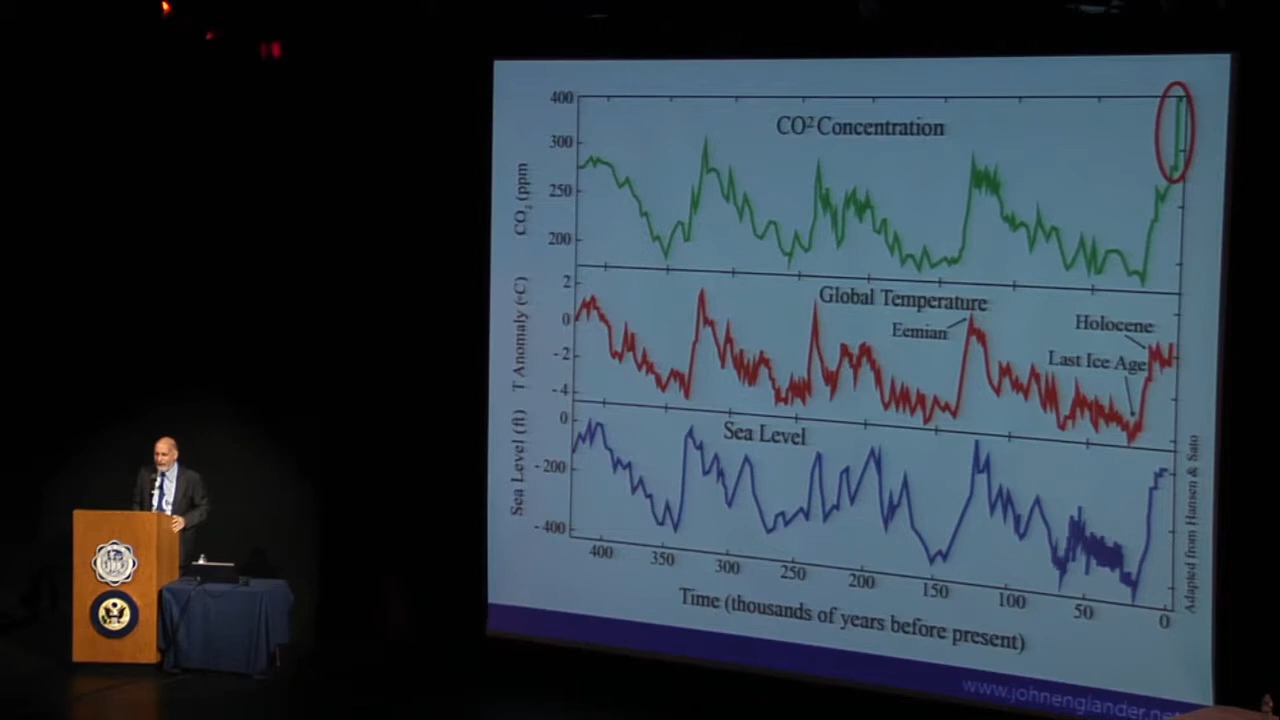 CO² Concentration
400
300
250
200
CO₂ (ppm
Global Temperature
Eemian
Holocene
Last Ice Age
2
0
-2
-4
T Anomaly (°C)
Sea Level
0
-200
-400
Sea Level (ft)
400 350 300 250 200 150 100 50 0
Time (thousands of years before present)
Adapted from Hansen & Sato
www.johnenglander.net